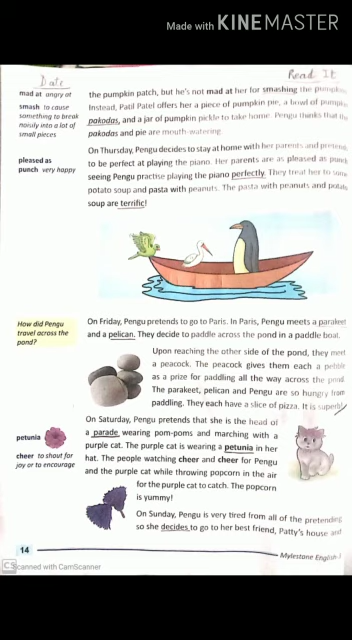 Made with KINEMASTER
Date
Read It
mad at angry at
smash to cause
something to break
noisily into a lot of
small pieces
pleased as
punch very happy
the pumpkin patch, but he's not mad at her for smashing the pumpkin
Instead, Patil Patel offers her a piece of pumpkin pie, a bowl of pumpkin
pakodas, and a jar of pumpkin pickle to take home. Pengu thinks that the
pakodas and pie are mouth-watering.
On Thursday, Pengu decides to stay at home with her parents and pretends
to be perfect at playing the piano. Her parents are as pleased as punch
seeing Pengu practise playing the piano perfectly. They treat her to some
potato soup and pasta with peanuts. The pasta with peanuts and potato
soup are terrific!
How did Pengu
travel across the
pond?
On Friday, Pengu pretends to go to Paris. In Paris, Pengu meets a parakeet
and a pelican. They decide to paddle across the pond in a paddle boat.
Upon reaching the other side of the pond, they meet
a peacock. The peacock gives them each a pebble
as a prize for paddling all the way across the pond.
The parakeet, pelican and Pengu are so hungry from
paddling. They each have a slice of pizza. It is superb!
petunia
cheer to shout for
joy or to encourage
On Saturday, Pengu pretends that she is the head of
a parade wearing pom-poms and marching with a
purple cat. The purple cat is wearing a petunia in her
hat. The people watching cheer and cheer for Pengu
and the purple cat while throwing popcorn in the air
for the purple cat to catch. The popcorn
is yummy!
On Sunday, Pengu is very tired from all of the pretending
so she decides to go to her best friend, Patty's house and
14
Mylestone English-1
CS Scanned with CamScanner